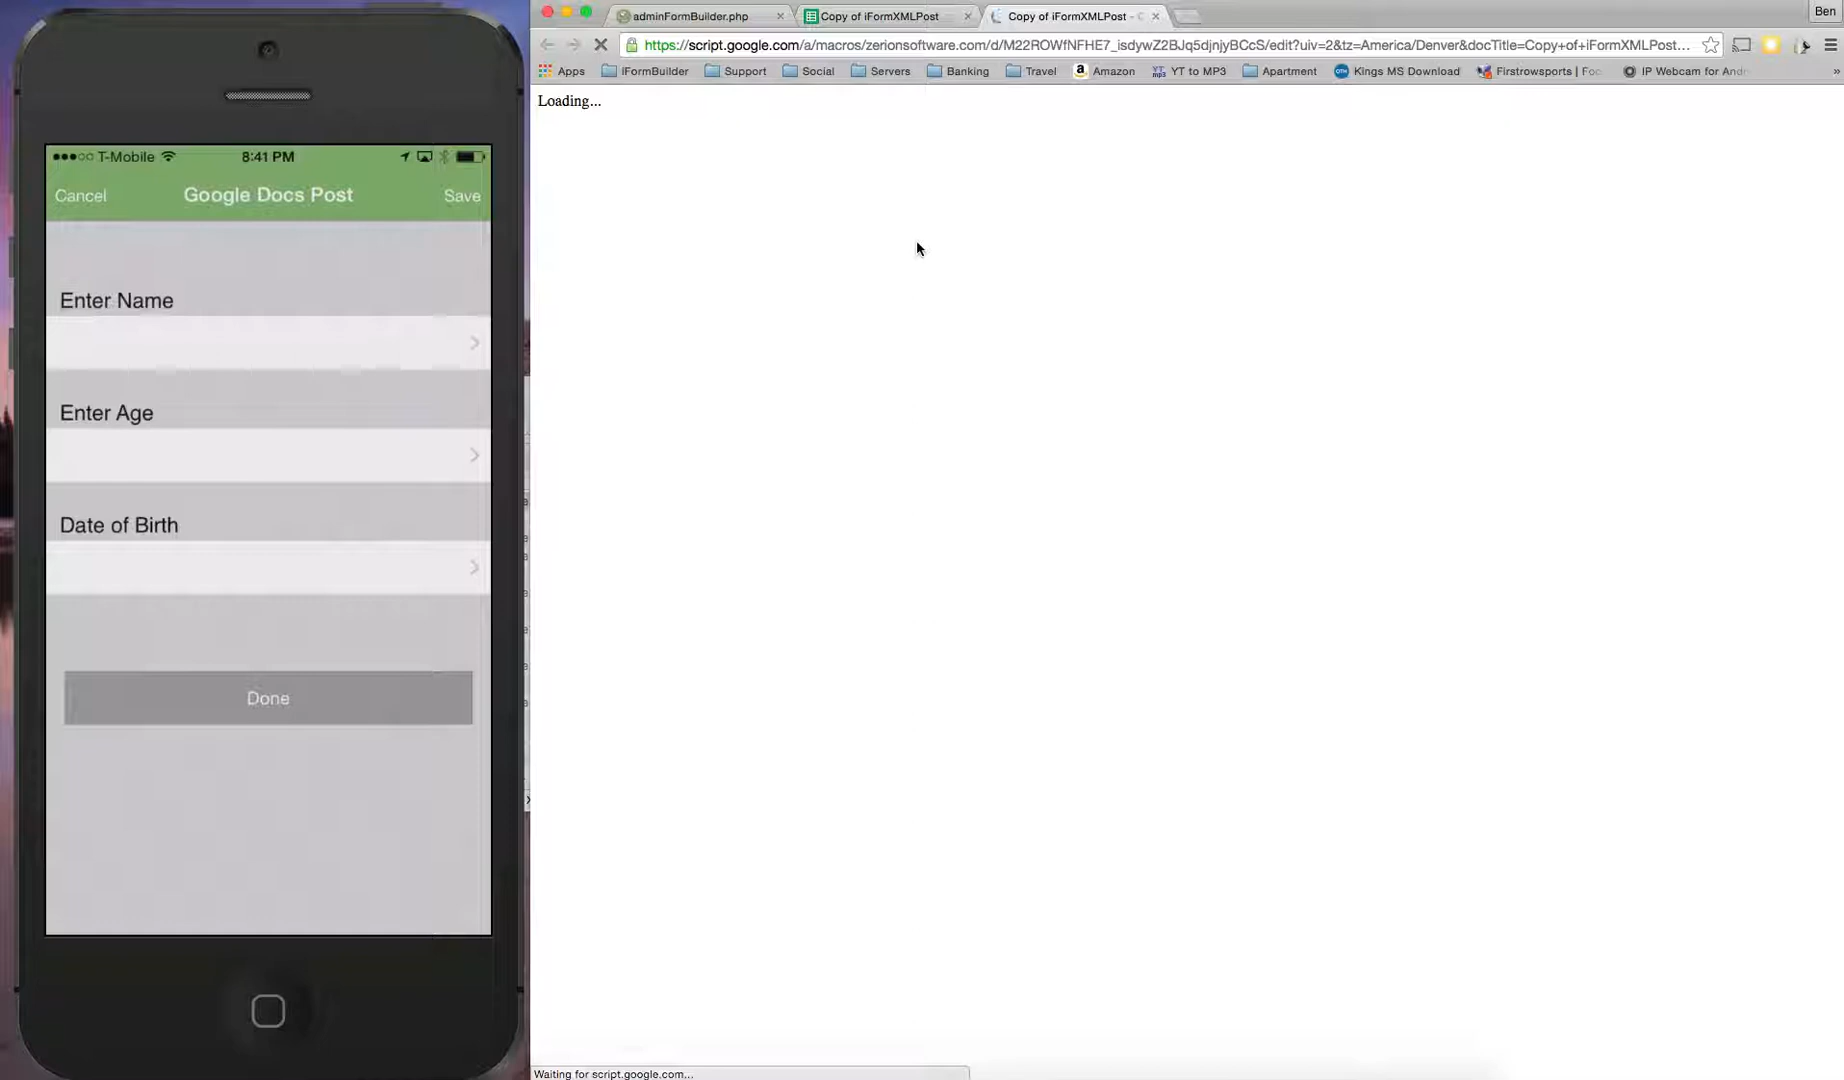 T-Mobile 8:41 PM
Cancel Google Docs Post Save
Enter Name
Enter Age
Date of Birth
Done
adminFormBuilder.php Copy of iFormXMLPost Copy of iFormXMLPost - Ben
https://script.google.com/a/macros/zerionsoftware.com/d/M22ROWfNFHE7_isdywZ2BJq5djnjyBCcS/edit?uiv=2&tz=America/Denver&docTitle=Copy+of+iFormXMLPost...
Apps iFormBuilder Support Social Servers Banking Travel Amazon YT to MP3 Apartment Kings MS Download Firstrowsports | Foo IP Webcam for Andr »
Loading...
Waiting for script.google.com...